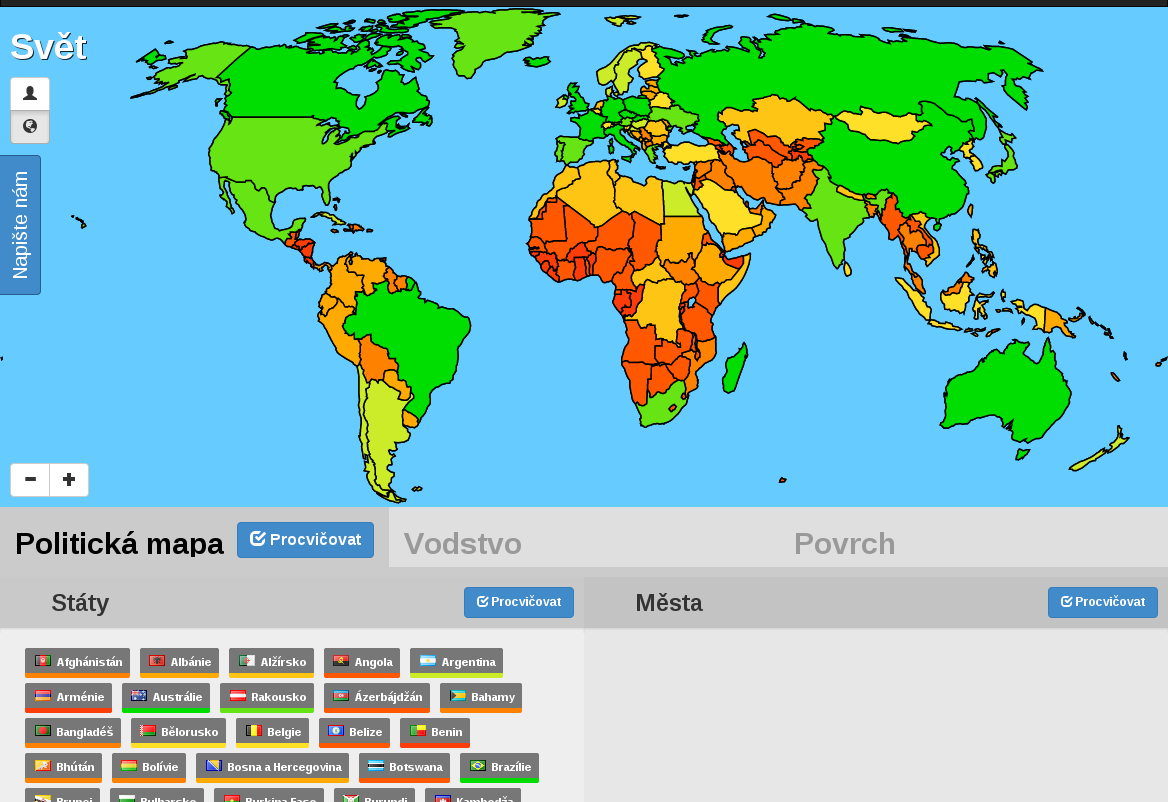 Svět
Napište nám
Politická mapa
Procvičovat
Vodstvo
Povrch
Státy
Procvičovat
Města
Procvičovat
Afghánistán Albánie Alžírsko Angola Argentina
Arménie Austrálie Rakousko Ázerbájdžán Bahamy
Bangladéš Bělorusko Belgie Belize Benin
Bhútán Bolívie Bosna a Hercegovina Botswana Brazílie
Brunej Bulharsko Burkina Faso Burundi Kambodža